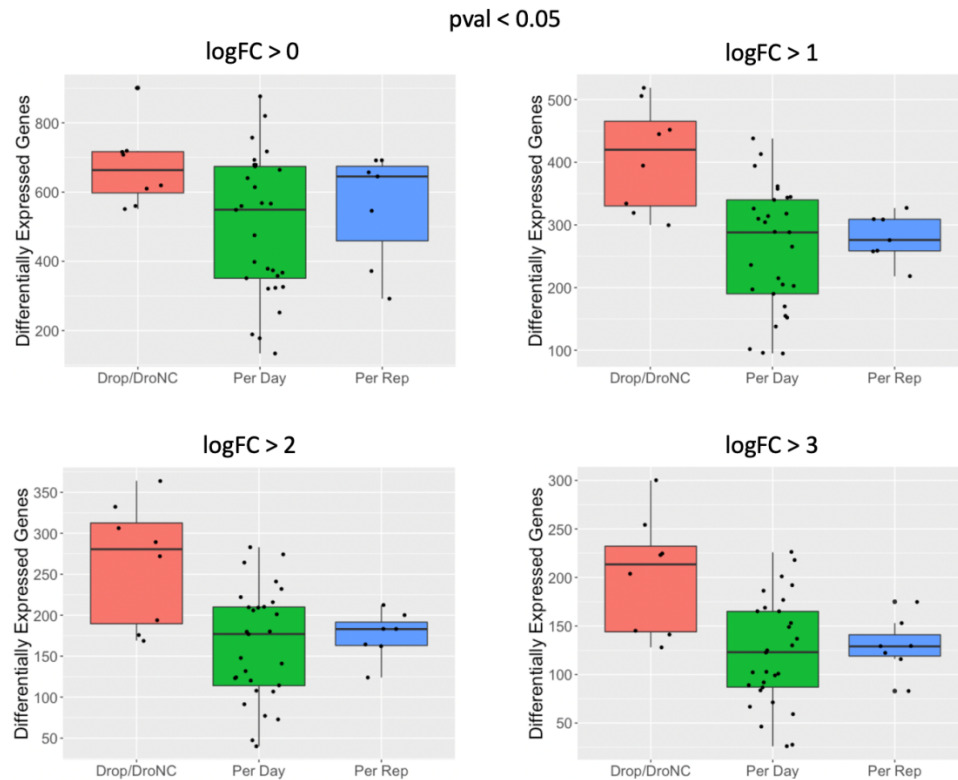 pval < 0.05
logFC > 0
Differentially Expressed Genes
800
600
400
200
Drop/DroNC Per Day Per Rep
logFC > 1
Differentially Expressed Genes
500
400
300
200
100
Drop/DroNC Per Day Per Rep
logFC > 2
Differentially Expressed Genes
350
300
250
200
150
100
50
Drop/DroNC Per Day Per Rep
logFC > 3
Differentially Expressed Genes
300
250
200
150
100
50
Drop/DroNC Per Day Per Rep